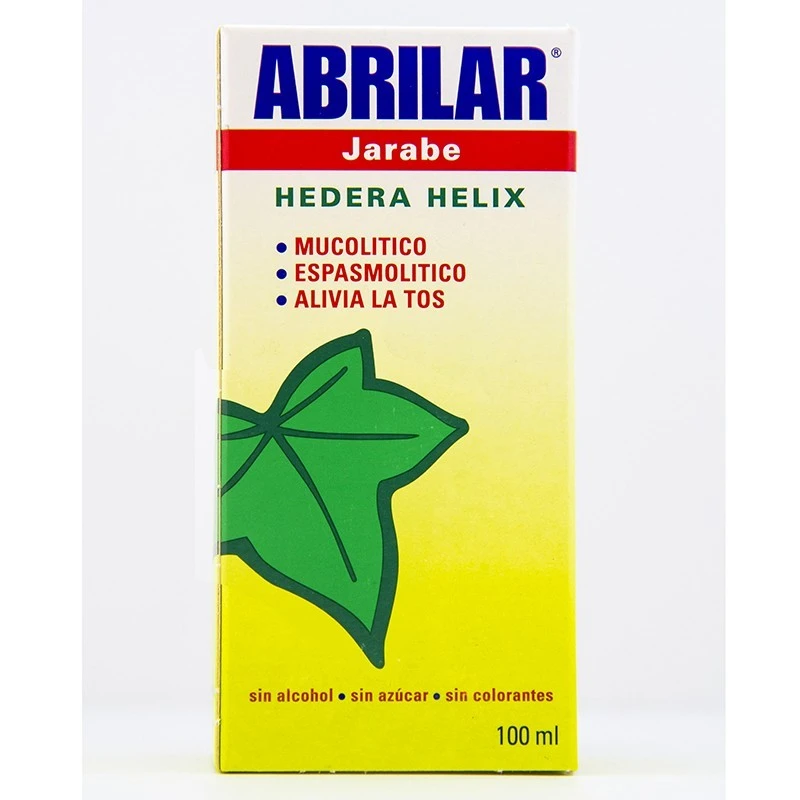 ABRILAR®
Jarabe
HEDERA HELIX
• MUCOLITICO
• ESPASMOLITICO
• ALIVIA LA TOS
sin alcohol • sin azúcar • sin colorantes
100 ml